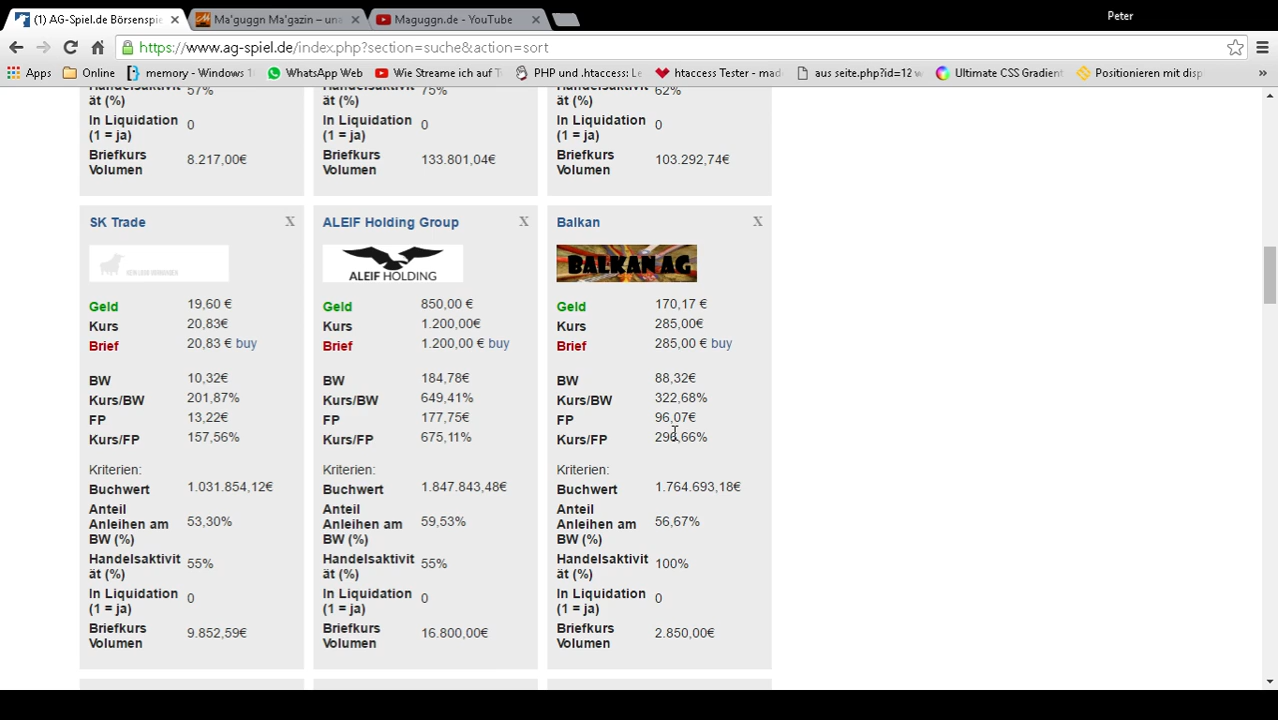 Peter
(1) AG-Spiel.de Börsenspie
Ma'guggn Ma'gazin – una
Maguggn.de - YouTube
https://www.ag-spiel.de/index.php?section=suche&action=sort
Apps Online memory - Windows 1 WhatsApp Web Wie Streame ich auf T PHP und .htaccess: Le htaccess Tester - mad aus seite.php?id=12 w Ultimate CSS Gradient Positionieren mit disp »
Handelsaktivit
ät (%) 57%
In Liquidation
(1 = ja) 0
Briefkurs
Volumen 8.217,00€
Handelsaktivit
ät (%) 75%
In Liquidation
(1 = ja) 0
Briefkurs
Volumen 133.801,04€
Handelsaktivit
ät (%) 62%
In Liquidation
(1 = ja) 0
Briefkurs
Volumen 103.292,74€
SK Trade X
Geld 19,60 €
Kurs 20,83€
Brief 20,83 € buy
BW 10,32€
Kurs/BW 201,87%
FP 13,22€
Kurs/FP 157,56%
Kriterien:
Buchwert 1.031.854,12€
Anteil
Anleihen am 53,30%
BW (%)
Handelsaktivit
ät (%) 55%
In Liquidation
(1 = ja) 0
Briefkurs
Volumen 9.852,59€
ALEIF Holding Group X
ALEIF HOLDING
Geld 850,00 €
Kurs 1.200,00€
Brief 1.200,00 € buy
BW 184,78€
Kurs/BW 649,41%
FP 177,75€
Kurs/FP 675,11%
Kriterien:
Buchwert 1.847.843,48€
Anteil
Anleihen am 59,53%
BW (%)
Handelsaktivit
ät (%) 55%
In Liquidation
(1 = ja) 0
Briefkurs
Volumen 16.800,00€
Balkan X
BALKAN AG
Geld 170,17 €
Kurs 285,00€
Brief 285,00 € buy
BW 88,32€
Kurs/BW 322,68%
FP 96,07€
Kurs/FP 296,66%
Kriterien:
Buchwert 1.764.693,18€
Anteil
Anleihen am 56,67%
BW (%)
Handelsaktivit
ät (%) 100%
In Liquidation
(1 = ja) 0
Briefkurs
Volumen 2.850,00€